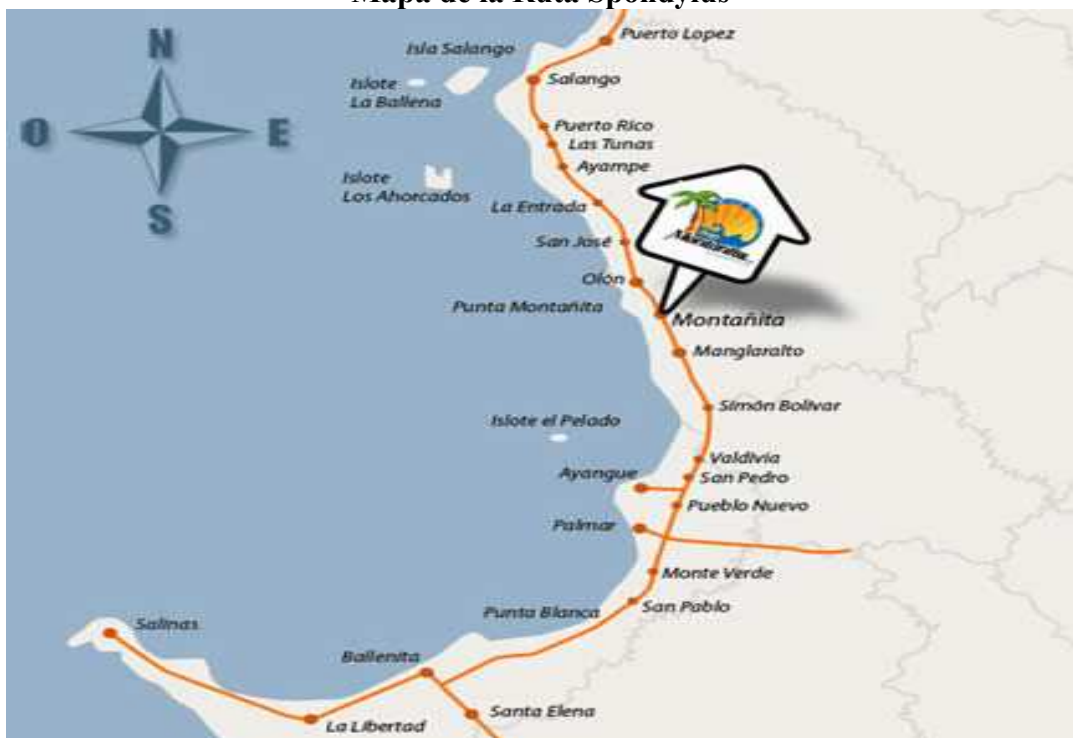 Mapa de la Ruta Spondylus
Puerto Lopez
Isla Salango
Salango
Islote
La Ballena
N
O
E
S
Puerto Rico
Las Tunas
Ayampe
Islote
Los Ahorcados
La Entrada
San José
Montañita
Olón
Punta Montañita
Montañita
Manglaralto
Simón Bolivar
Islote el Pelado
Valdivia
San Pedro
Ayangue
Pueblo Nuevo
Palmar
Monte Verde
San Pablo
Punta Blanca
Salinas
Ballenita
Santa Elena
La Libertad